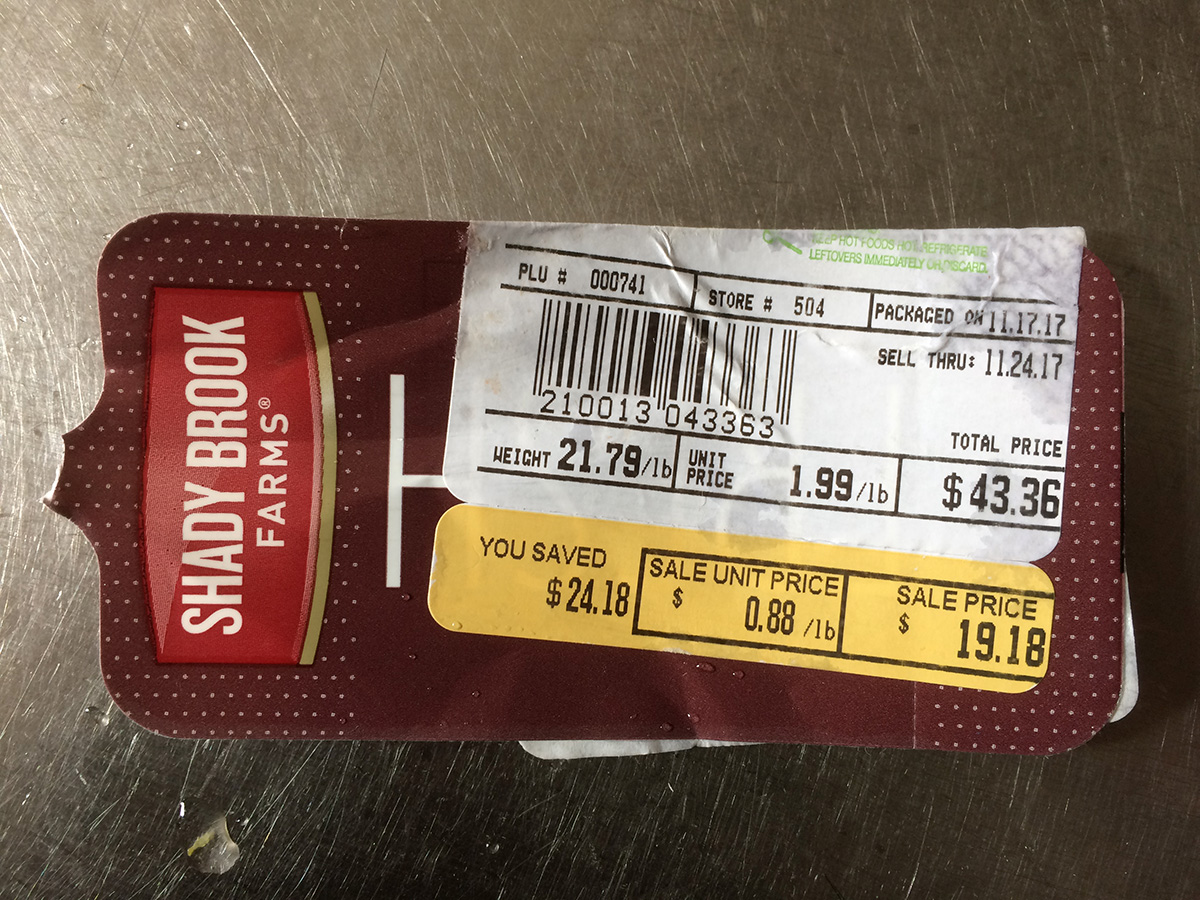 SHADY BROOK
FARMS®
KEEP HOT FOODS HOT. REFRIGERATE
LEFTOVERS IMMEDIATELY OR DISCARD.
PLU # 000741
STORE # 504
PACKAGED ON 11.17.17
SELL THRU: 11.24.17
210013 043363
WEIGHT 21.79/lb
UNIT
PRICE 1.99/lb
TOTAL PRICE
$43.36
YOU SAVED
$24.18
SALE UNIT PRICE
$ 0.88 /lb
SALE PRICE
$ 19.18